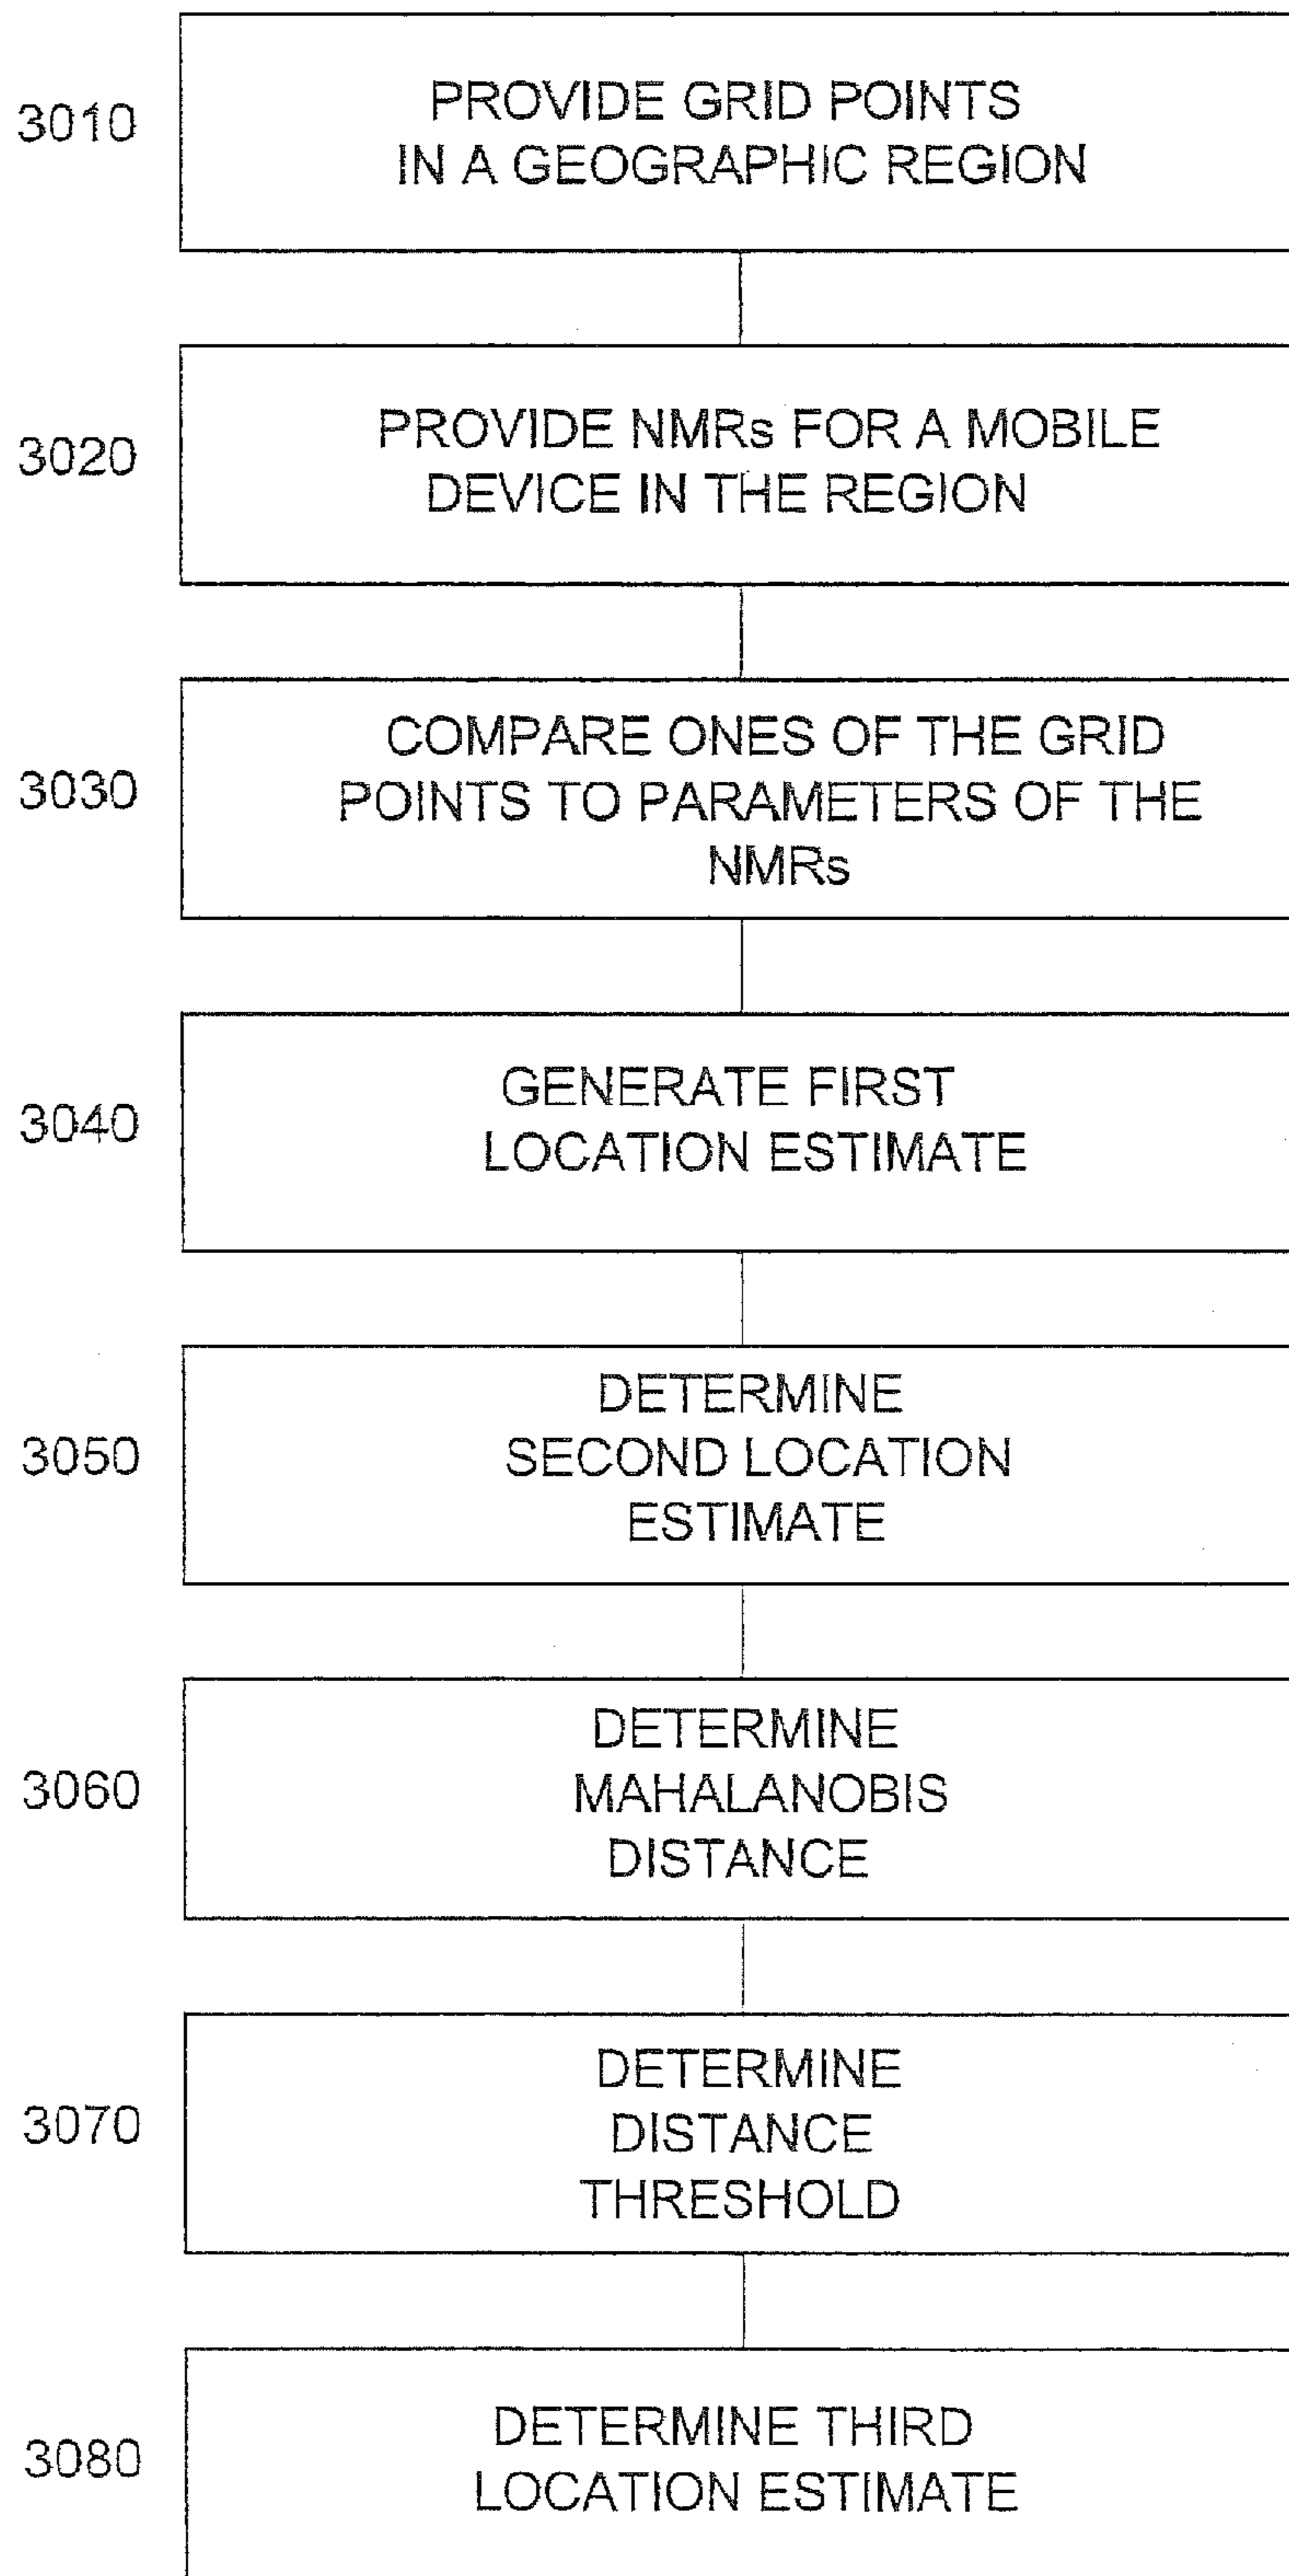 3010
PROVIDE GRID POINTS
IN A GEOGRAPHIC REGION
3020
PROVIDE NMRs FOR A MOBILE
DEVICE IN THE REGION
3030
COMPARE ONES OF THE GRID
POINTS TO PARAMETERS OF THE
NMRs
3040
GENERATE FIRST
LOCATION ESTIMATE
3050
DETERMINE
SECOND LOCATION
ESTIMATE
3060
DETERMINE
MAHALANOBIS
DISTANCE
3070
DETERMINE
DISTANCE
THRESHOLD
3080
DETERMINE THIRD
LOCATION ESTIMATE